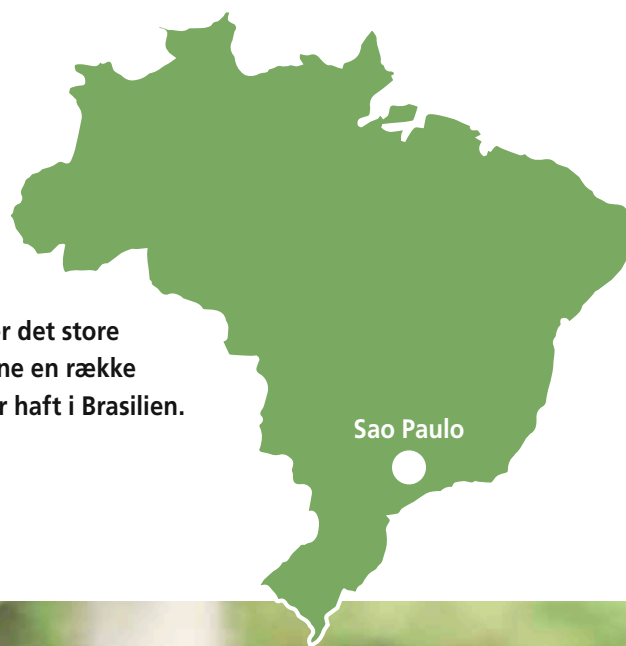 r det store
ne en række
r haft i Brasilien.
Sao Paulo